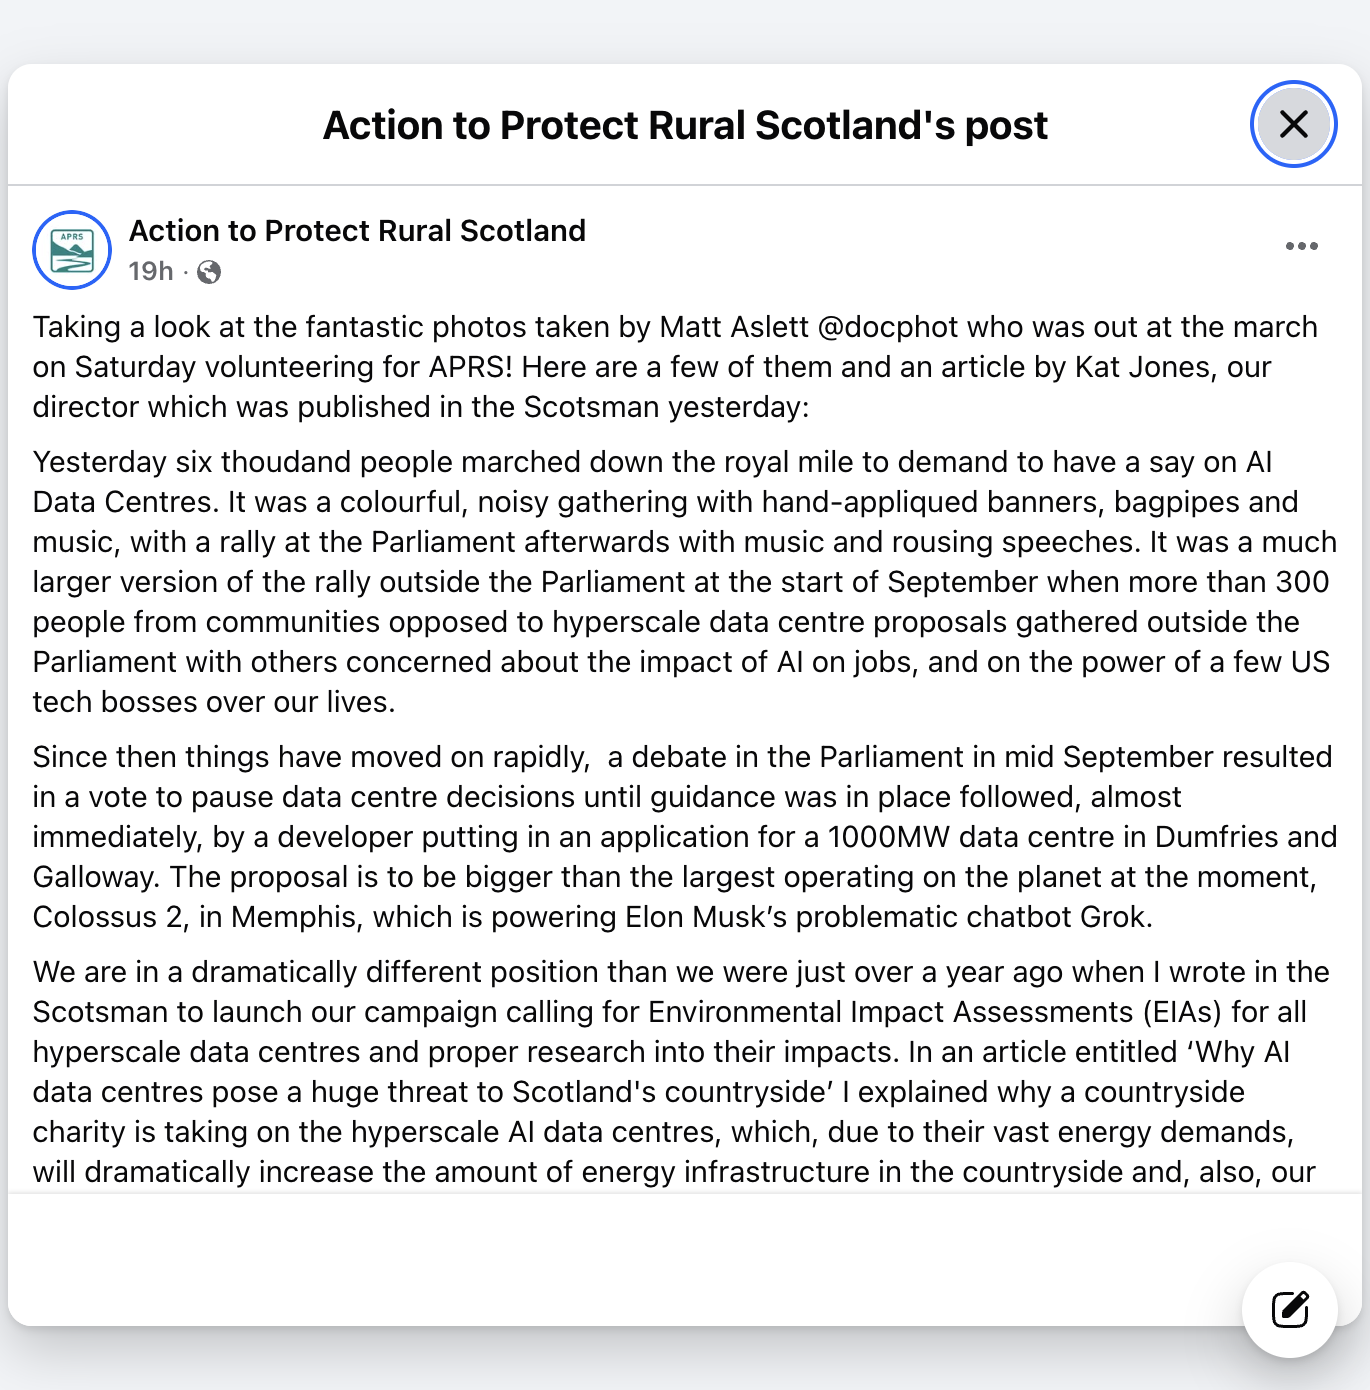 Action to Protect Rural Scotland's post
APRS
Action to Protect Rural Scotland
19h ·
Taking a look at the fantastic photos taken by Matt Aslett @docphot who was out at the march
on Saturday volunteering for APRS! Here are a few of them and an article by Kat Jones, our
director which was published in the Scotsman yesterday:
Yesterday six thoudand people marched down the royal mile to demand to have a say on AI
Data Centres. It was a colourful, noisy gathering with hand-appliqued banners, bagpipes and
music, with a rally at the Parliament afterwards with music and rousing speeches. It was a much
larger version of the rally outside the Parliament at the start of September when more than 300
people from communities opposed to hyperscale data centre proposals gathered outside the
Parliament with others concerned about the impact of AI on jobs, and on the power of a few US
tech bosses over our lives.
Since then things have moved on rapidly,  a debate in the Parliament in mid September resulted
in a vote to pause data centre decisions until guidance was in place followed, almost
immediately, by a developer putting in an application for a 1000MW data centre in Dumfries and
Galloway. The proposal is to be bigger than the largest operating on the planet at the moment,
Colossus 2, in Memphis, which is powering Elon Musk’s problematic chatbot Grok.
We are in a dramatically different position than we were just over a year ago when I wrote in the
Scotsman to launch our campaign calling for Environmental Impact Assessments (EIAs) for all
hyperscale data centres and proper research into their impacts. In an article entitled ‘Why AI
data centres pose a huge threat to Scotland's countryside’ I explained why a countryside
charity is taking on the hyperscale AI data centres, which, due to their vast energy demands,
will dramatically increase the amount of energy infrastructure in the countryside and, also, our